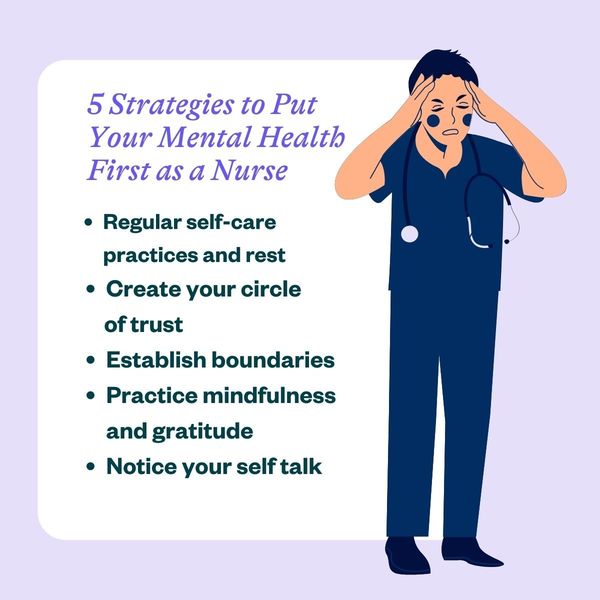 5 Strategies to Put
Your Mental Health
First as a Nurse
• Regular self-care
practices and rest
• Create your circle
of trust
• Establish boundaries
• Practice mindfulness
and gratitude
• Notice your self talk